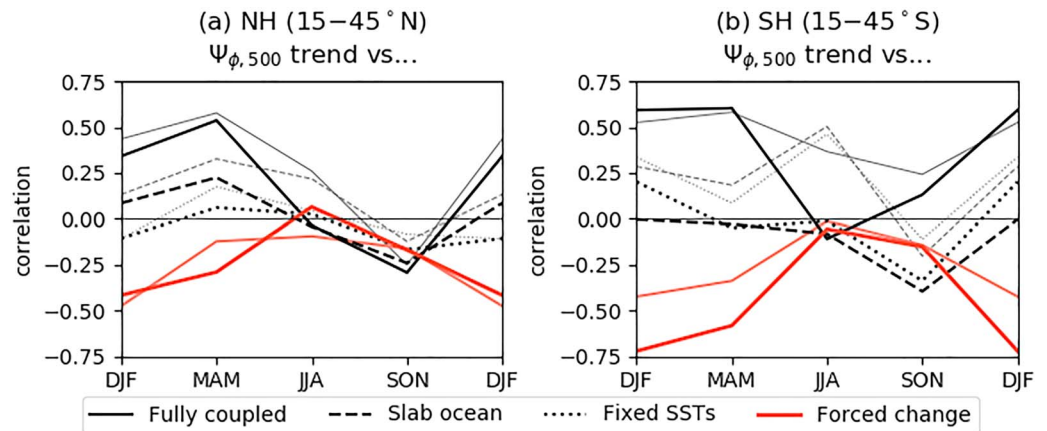 (a) NH (15−45°N)
Ψϕ,500 trend vs...
(b) SH (15−45°S)
Ψϕ,500 trend vs...
0.75
0.50
0.25
0.00
−0.25
−0.50
−0.75
correlation
DJF MAM JJA SON DJF
0.75
0.50
0.25
0.00
−0.25
−0.50
−0.75
correlation
DJF MAM JJA SON DJF
Fully coupled Slab ocean Fixed SSTs Forced change